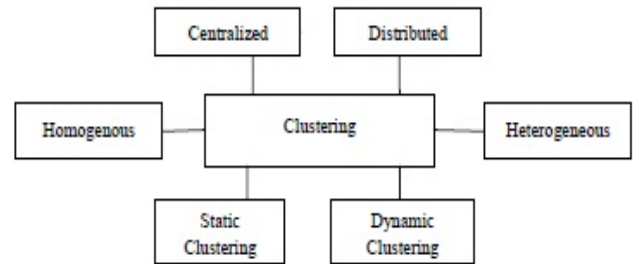 Centralized
Distributed
Homogenous
Clustering
Heterogeneous
Static
Clustering
Dynamic
Clustering